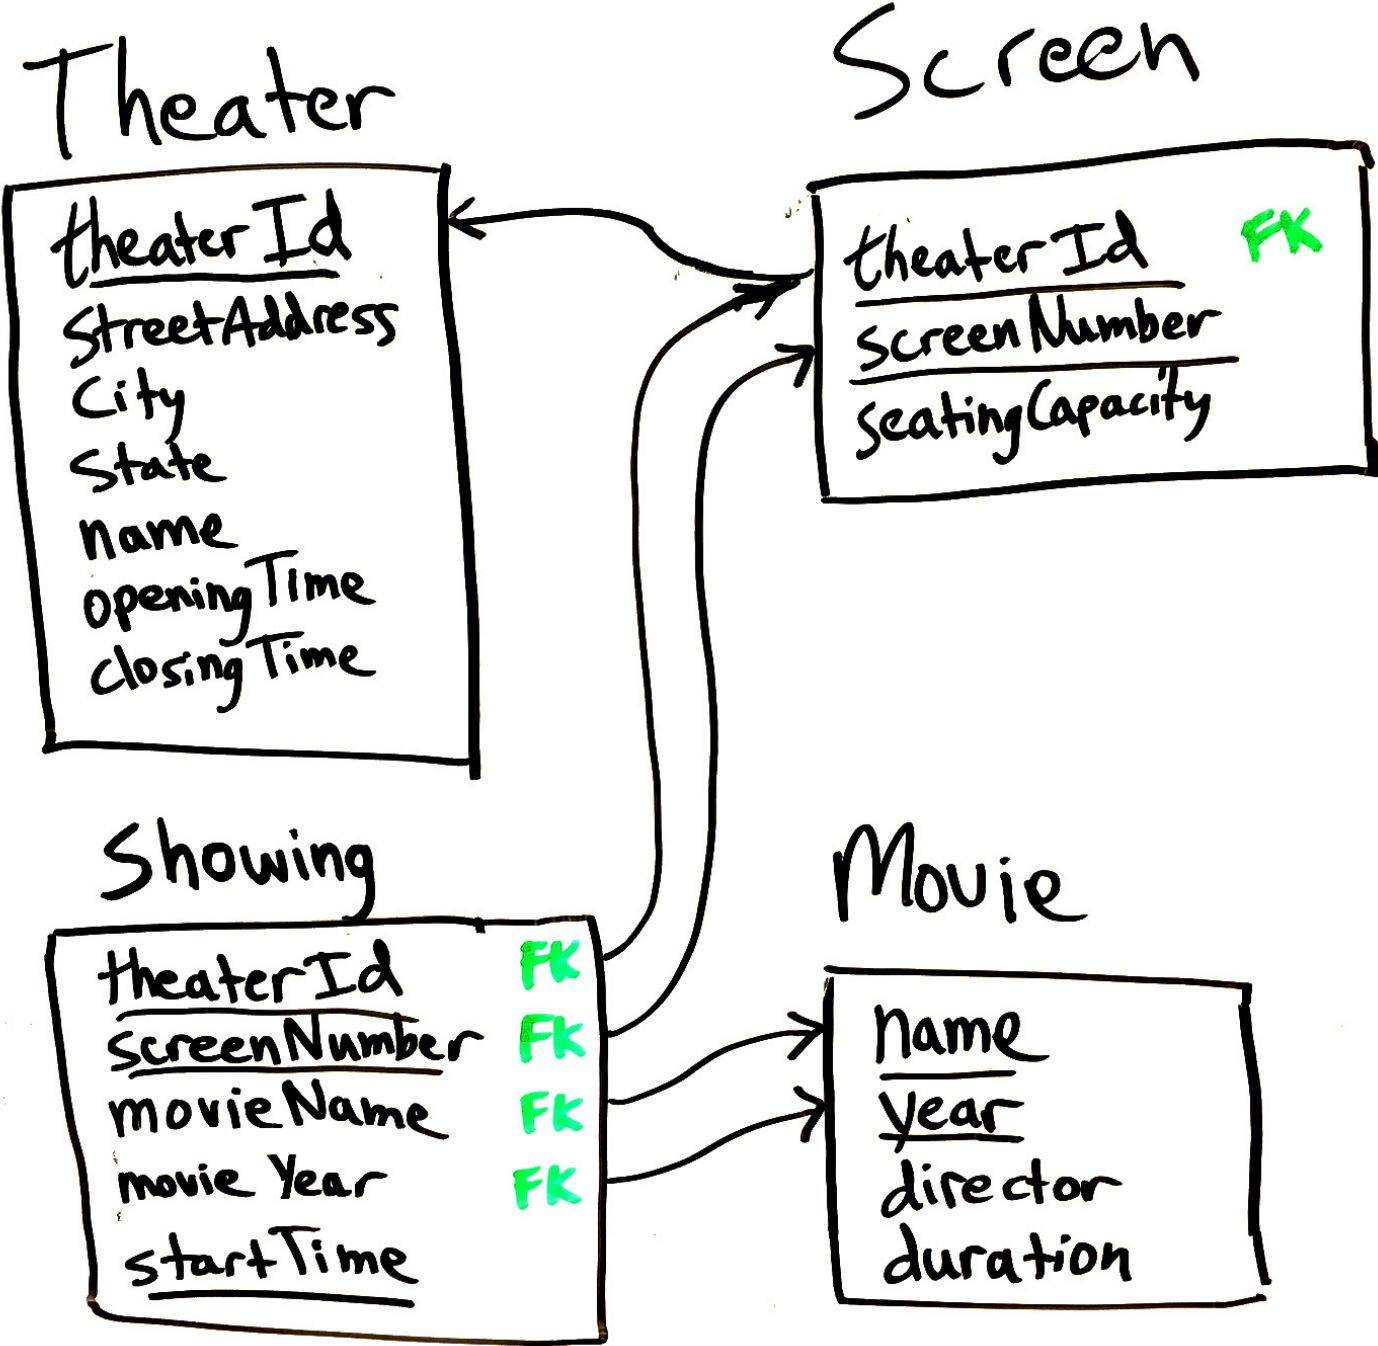 Theater
theaterId
streetAddress
City
State
name
openingTime
closingTime
Screen
theaterId FK
screenNumber
seatingCapacity
Showing
theaterId FK
screenNumber FK
movieName FK
movieYear FK
startTime
Movie
name
year
director
duration